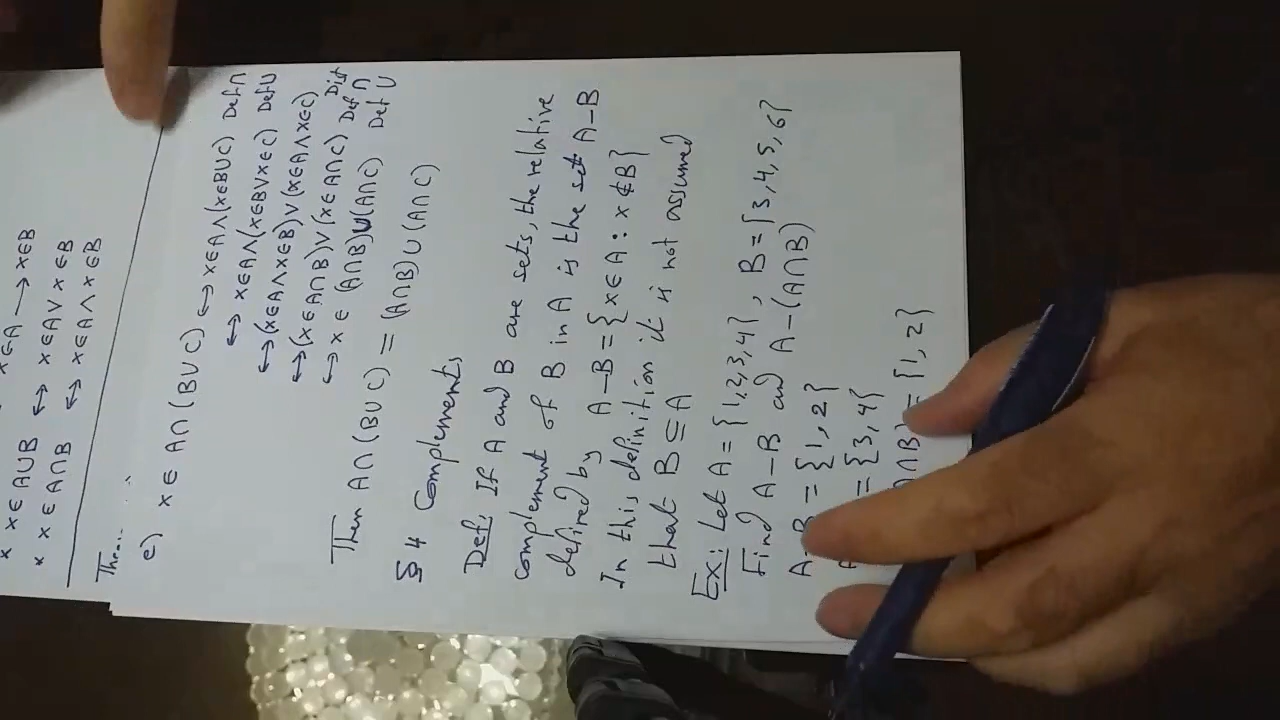 x∈A → x∈B
* x∈A∪B ↔ x∈A∨x∈B
* x∈A∩B ↔ x∈A∧x∈B
Thm....
e) x∈A∩(B∪C) ↔ x∈A∧(x∈B∪C) Def∩
↔ x∈A∧(x∈B∨x∈C) Def∪
↔ (x∈A∧x∈B)∨(x∈A∧x∈C) Dist
↔ (x∈A∩B)∨(x∈A∩C) Def ∩
↔ x∈ (A∩B)∪(A∩C) Def ∪
Then A∩(B∪C) = (A∩B)∪(A∩C)
§4 Complements
Def. If A and B are sets, the relative
complement of B in A is the set A-B
defined by A-B={x∈A: x∉B}
In this definition it is not assumed
that B⊆A
Ex: Let A={1,2,3,4}, B={3,4,5,6}
Find A-B and A-(A∩B)
A-B = {1,2}
= {3,4}
A∩B) = {1,2}